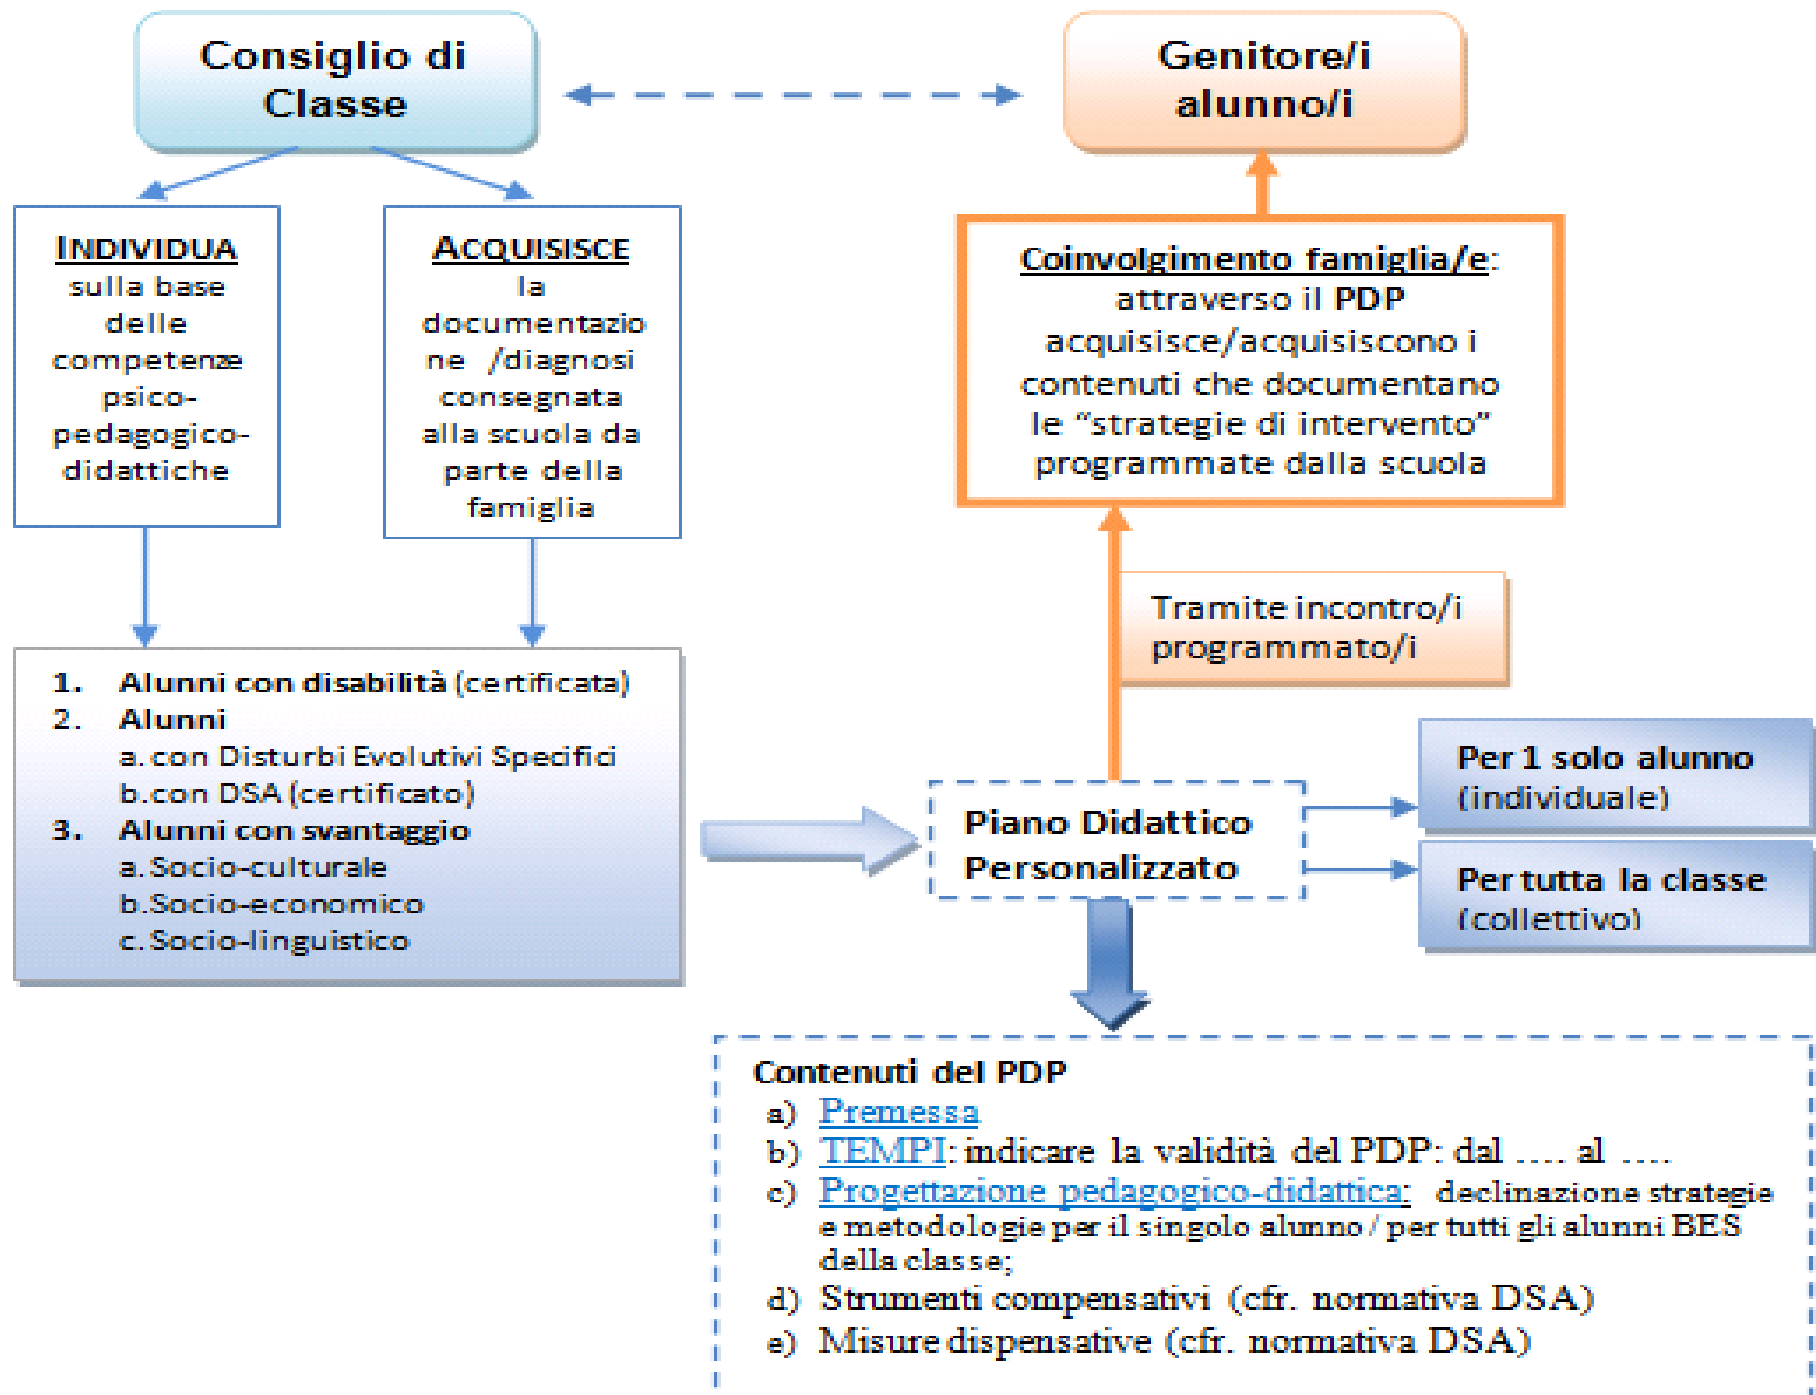 Consiglio di
Classe
Genitore/i
alunno/i
INDIVIDUA
sulla base
delle
competenze
psico-
pedagogico-
didattiche
ACQUISISCE
la
documentazio
ne /diagnosi
consegnata
alla scuola da
parte della
famiglia
Coinvolgimento famiglia/e:
attraverso il PDP
acquisisce/acquisiscono i
contenuti che documentano
le “strategie di intervento”
programmate dalla scuola
Tramite incontro/i
programmato/i
1. Alunni con disabilità (certificata)
2. Alunni
a. con Disturbi Evolutivi Specifici
b. con DSA (certificato)
3. Alunni con svantaggio
a. Socio-culturale
b. Socio-economico
c. Socio-linguistico
Piano Didattico
Personalizzato
Per 1 solo alunno
(individuale)
Per tutta la classe
(collettivo)
Contenuti del PDP
a) Premessa
b) TEMPI: indicare la validità del PDP: dal .... al ....
c) Progettazione pedagogico-didattica: declinazione strategie
e metodologie per il singolo alunno / per tutti gli alunni BES
della classe;
d) Strumenti compensativi (cfr. normativa DSA)
e) Misure dispensative (cfr. normativa DSA)